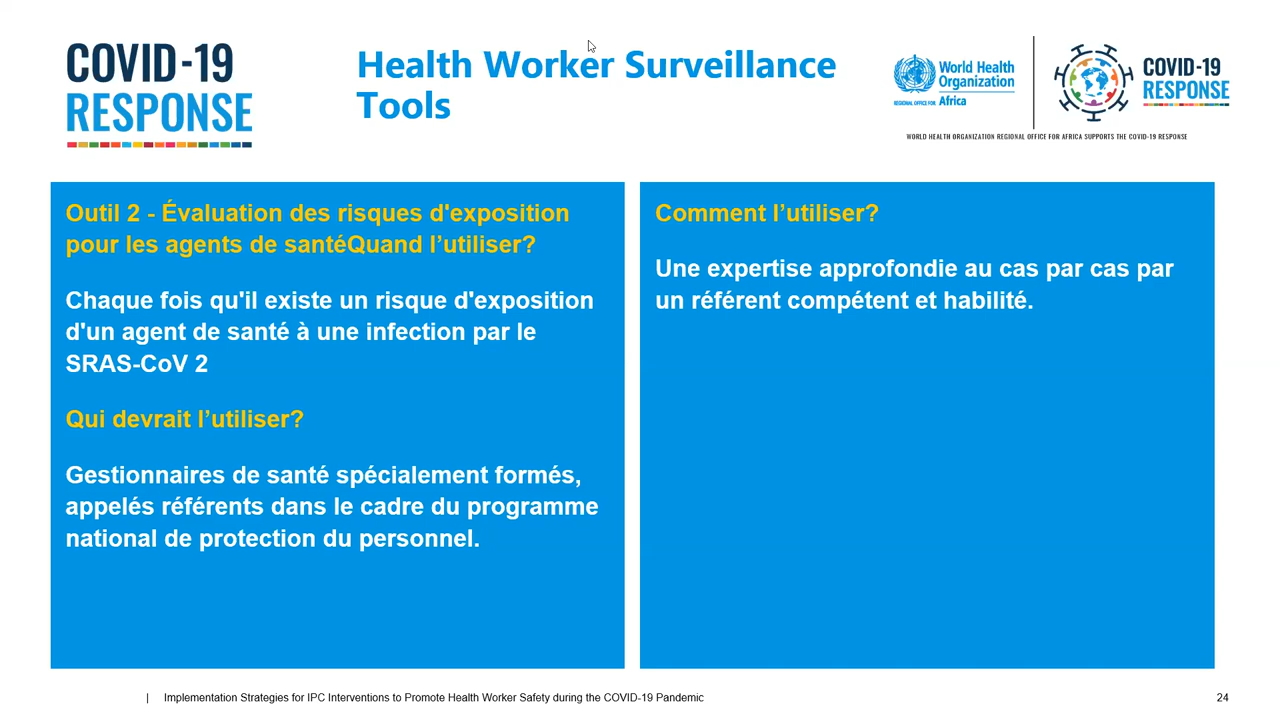 COVID-19
RESPONSE
Health Worker Surveillance
Tools
World Health
Organization
REGIONAL OFFICE FOR Africa
COVID-19
RESPONSE
WORLD HEALTH ORGANIZATION REGIONAL OFFICE FOR AFRICA SUPPORTS THE COVID-19 RESPONSE
Outil 2 - Évaluation des risques d'exposition
pour les agents de santéQuand l’utiliser?
Chaque fois qu'il existe un risque d'exposition
d'un agent de santé à une infection par le
SRAS-CoV 2
Qui devrait l’utiliser?
Gestionnaires de santé spécialement formés,
appelés référents dans le cadre du programme
national de protection du personnel.
Comment l’utiliser?
Une expertise approfondie au cas par cas par
un référent compétent et habilité.
| Implementation Strategies for IPC Interventions to Promote Health Worker Safety during the COVID-19 Pandemic
24